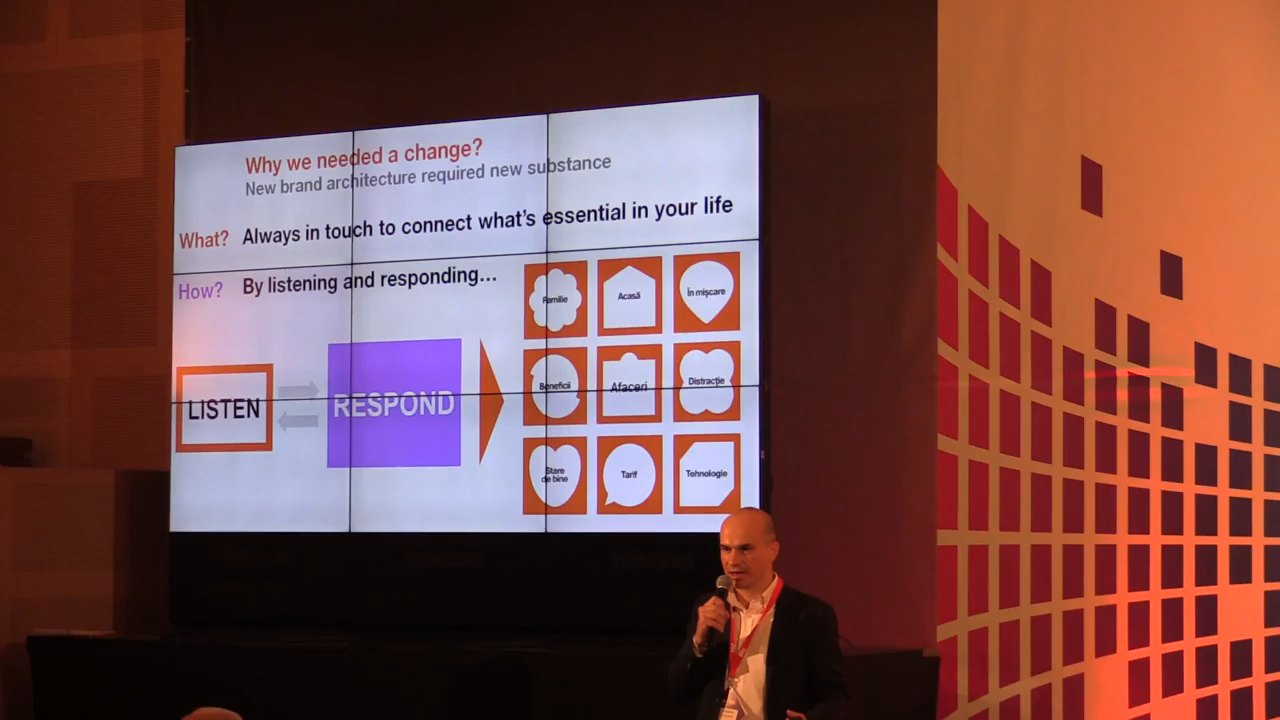 Why we needed a change?
New brand architecture required new substance
What? Always in touch to connect what's essential in your life
How? By listening and responding...
LISTEN
RESPOND
Familie
Acasă
În mișcare
Beneficii
Afaceri
Distracție
Stare
de bine
Tarif
Tehnologie